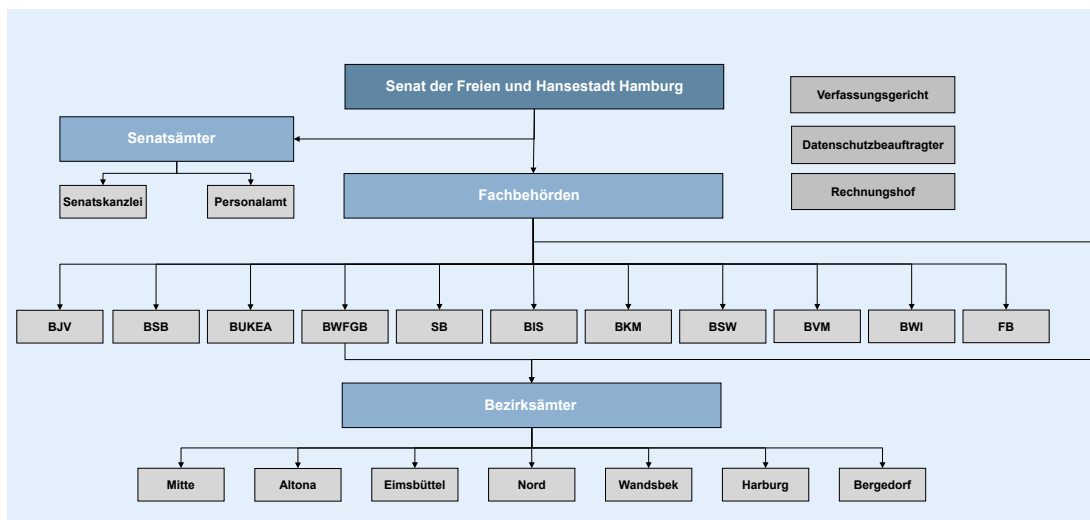 Senat der Freien und Hansestadt Hamburg
Verfassungsgericht
Senatsämter
Datenschutzbeauftragter
Senatskanzlei
Personalamt
Fachbehörden
Rechnungshof
BJV
BSB
BUKEA
BWFGB
SB
BIS
BKM
BSW
BVM
BWI
FB
Bezirksämter
Mitte
Altona
Eimsbüttel
Nord
Wandsbek
Harburg
Bergedorf